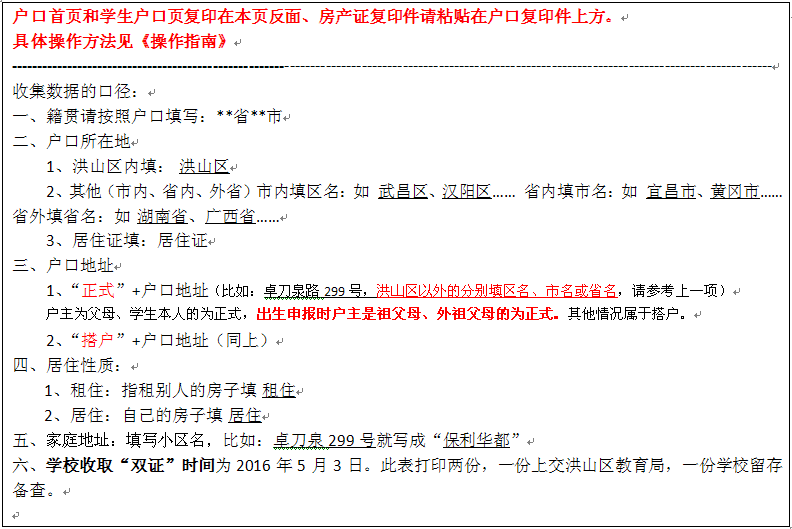 户口首页和学生户口页复印在本页反面、房产证复印件请粘贴在户口复印件上方。
具体操作方法见《操作指南》
收集数据的口径：
一、籍贯请按照户口填写：**省**市
二、户口所在地
1、洪山区内填： 洪山区
2、其他（市内、省内、外省）市内填区名：如 武昌区、汉阳区…… 省内填市名：如 宜昌市、黄冈市……
省外填省名：如 湖南省、广西省……
3、居住证填：居住证
三、户口地址
1、“正式”+户口地址（比如：卓刀泉路 299 号，洪山区以外的分别填区名、市名或省名，请参考上一项）
户主为父母、学生本人的为正式，出生申报时户主是祖父母、外祖父母的为正式。其他情况属于搭户。
2、“搭户”+户口地址（同上）
四、居住性质：
1、租住：指租别人的房子填 租住
2、居住：自己的房子填 居住
五、家庭地址：填写小区名，比如：卓刀泉 299 号就写成“保利华都”
六、学校收取“双证”时间为 2016 年 5 月 3 日。此表打印两份，一份上交洪山区教育局，一份学校留存
备查。